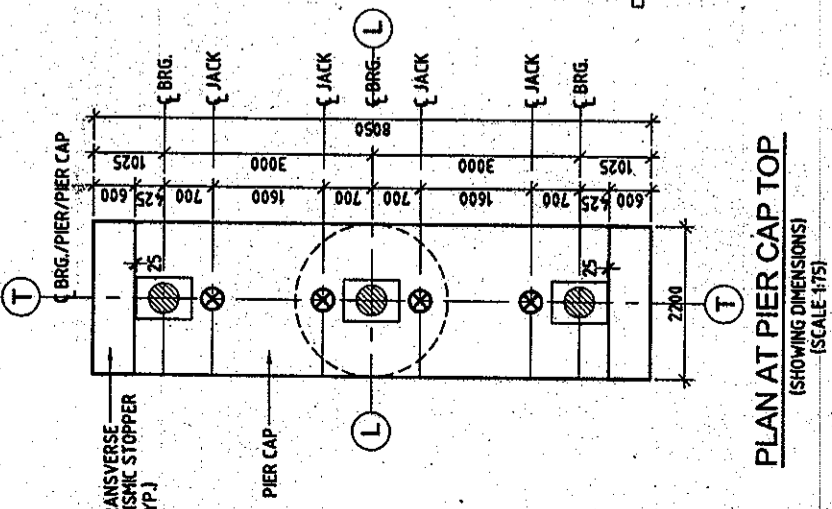 T
℄ BRG./PIER/PIER CAP
600
425
700
1600
700
700
1600
700
425
600
1025
3000
3000
1025
8050
℄ BRG.
℄ JACK
℄ JACK
℄ BRG.
℄ JACK
℄ JACK
℄ BRG.
L
L
25
25
ANSVERSE
ISMIC STOPPER
YP.)
PIER CAP
2200
T
PLAN AT PIER CAP TOP
(SHOWING DIMENSIONS)
(SCALE-1:75)